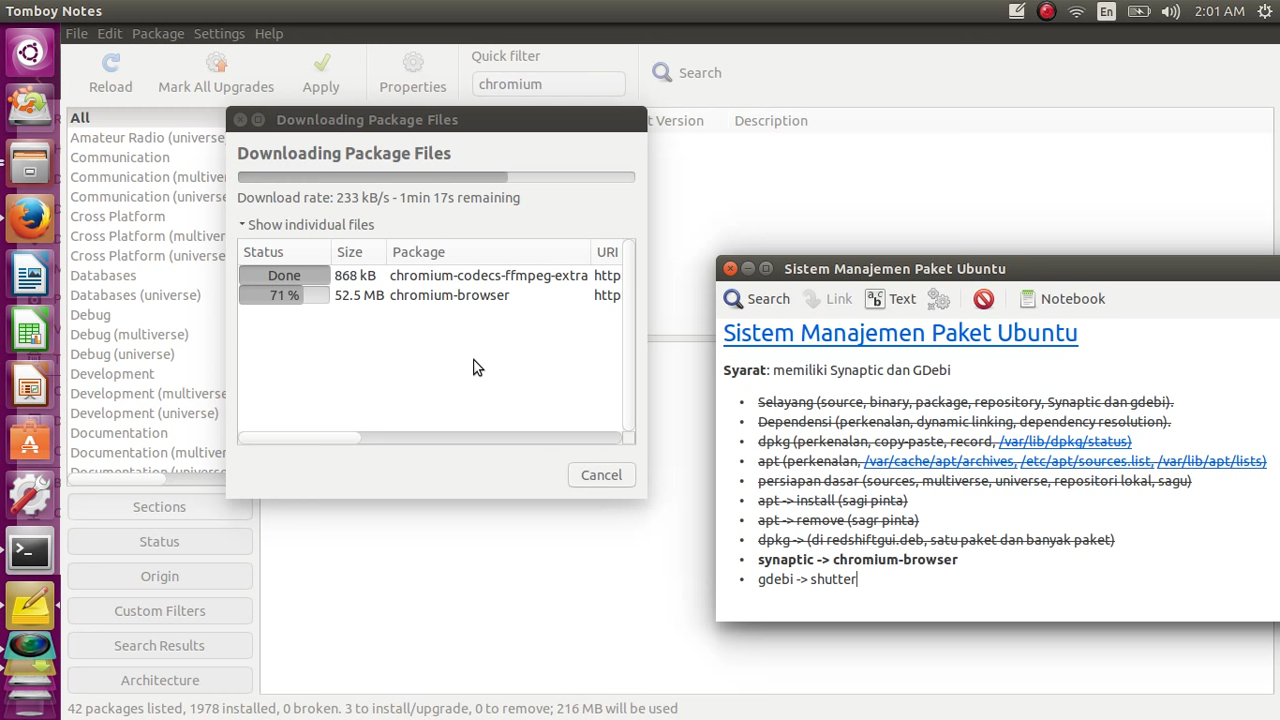 Tomboy Notes
En
2:01 AM
File Edit Package Settings Help
Reload
Mark All Upgrades
Apply
Properties
Quick filter
chromium
Search
All
Amateur Radio (universe
Communication
Communication (multiver
Communication (universe
Cross Platform
Cross Platform (multiver
Cross Platform (universe
Databases
Databases (universe)
Debug
Debug (multiverse)
Debug (universe)
Development
Development (multivers
Development (universe)
Documentation
Documentation (multive
Documentation (universe
Sections
Status
Origin
Custom Filters
Search Results
Architecture
t Version
Description
Downloading Package Files
Downloading Package Files
Download rate: 233 kB/s - 1min 17s remaining
Show individual files
Status Size Package URI
Done 868 kB chromium-codecs-ffmpeg-extra http
71 % 52.5 MB chromium-browser http
Cancel
Sistem Manajemen Paket Ubuntu
Search Link Text Notebook
Sistem Manajemen Paket Ubuntu
Syarat: memiliki Synaptic dan GDebi
• Selayang (source, binary, package, repository, Synaptic dan gdebi).
• Dependensi (perkenalan, dynamic linking, dependency resolution).
• dpkg (perkenalan, copy-paste, record, /var/lib/dpkg/status)
• apt (perkenalan, /var/cache/apt/archives, /etc/apt/sources.list, /var/lib/apt/lists)
• persiapan dasar (sources, multiverse, universe, repositori lokal, sagu)
• apt -> install (sagi pinta)
• apt -> remove (sagr pinta)
• dpkg -> (di redshiftgui.deb, satu paket dan banyak paket)
• synaptic -> chromium-browser
• gdebi -> shutter
42 packages listed, 1978 installed, 0 broken. 3 to install/upgrade, 0 to remove; 216 MB will be used